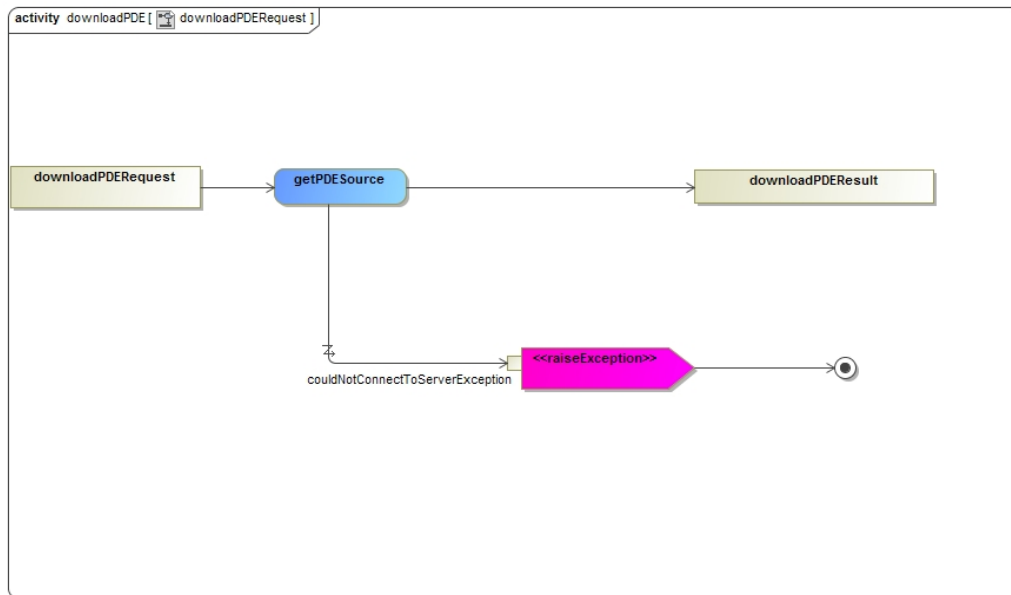 activity downloadPDE [ downloadPDERequest ]
downloadPDERequest
getPDESource
downloadPDEResult
<<raiseException>>
couldNotConnectToServerException